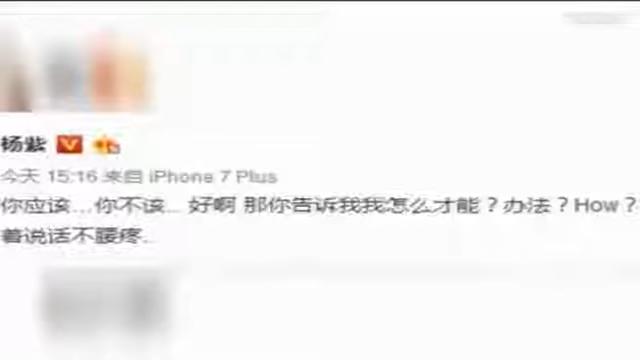 杨紫
今天 15:16 来自 iPhone 7 Plus
你应该...你不该... 好啊 那你告诉我我怎么才能？办法？How？
着说话不腰疼..